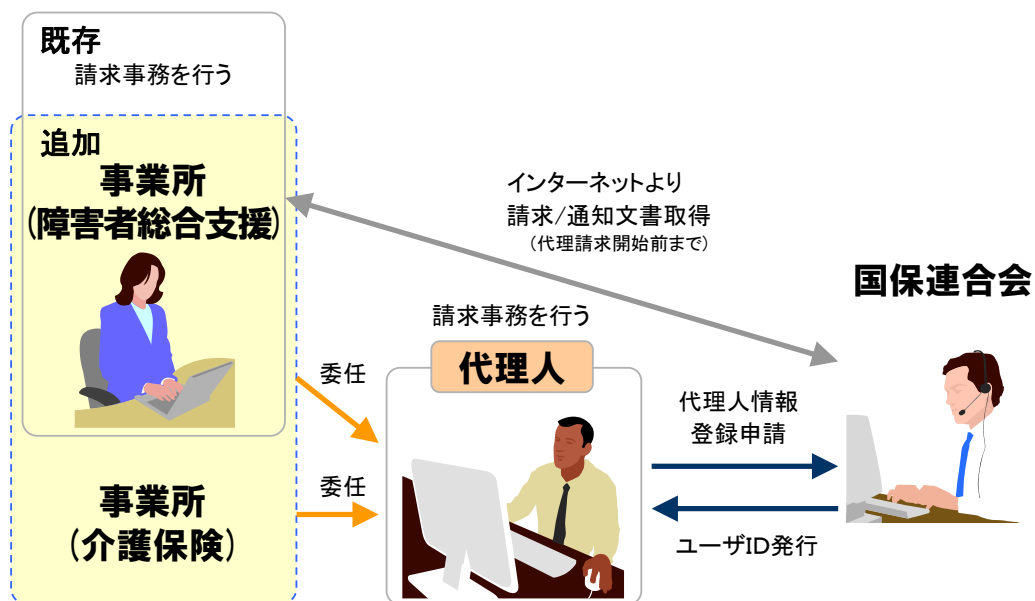 既存
請求事務を行う
追加
事業所
(障害者総合支援)
インターネットより
請求/通知文書取得
(代理請求開始前まで)
国保連合会
請求事務を行う
代理人
委任
代理人情報
登録申請
委任
事業所
(介護保険)
ユーザID発行